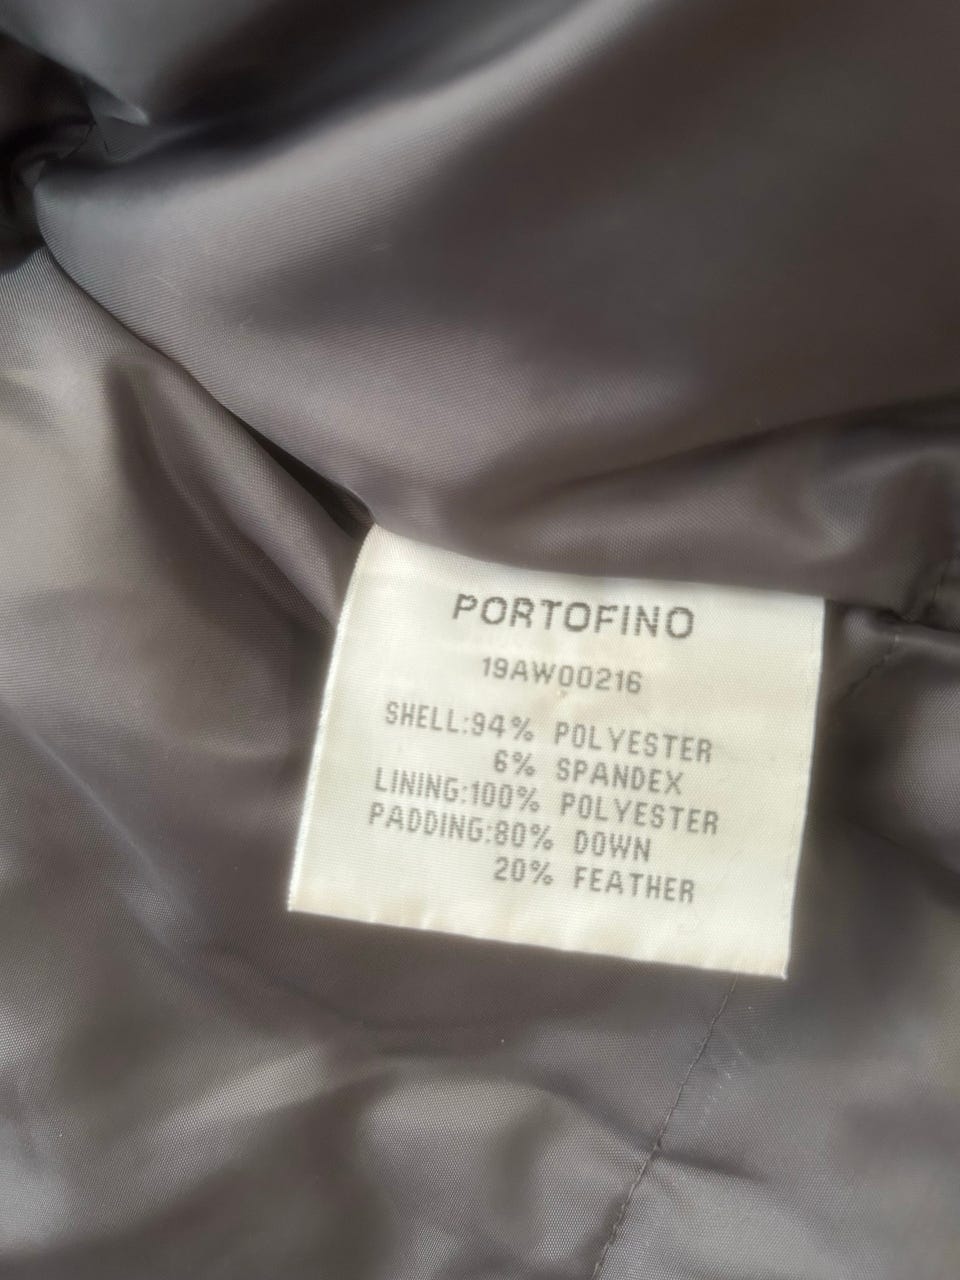 PORTOFINO
19AW00216
SHELL:94% POLYESTER
6% SPANDEX
LINING:100% POLYESTER
PADDING:80% DOWN
20% FEATHER